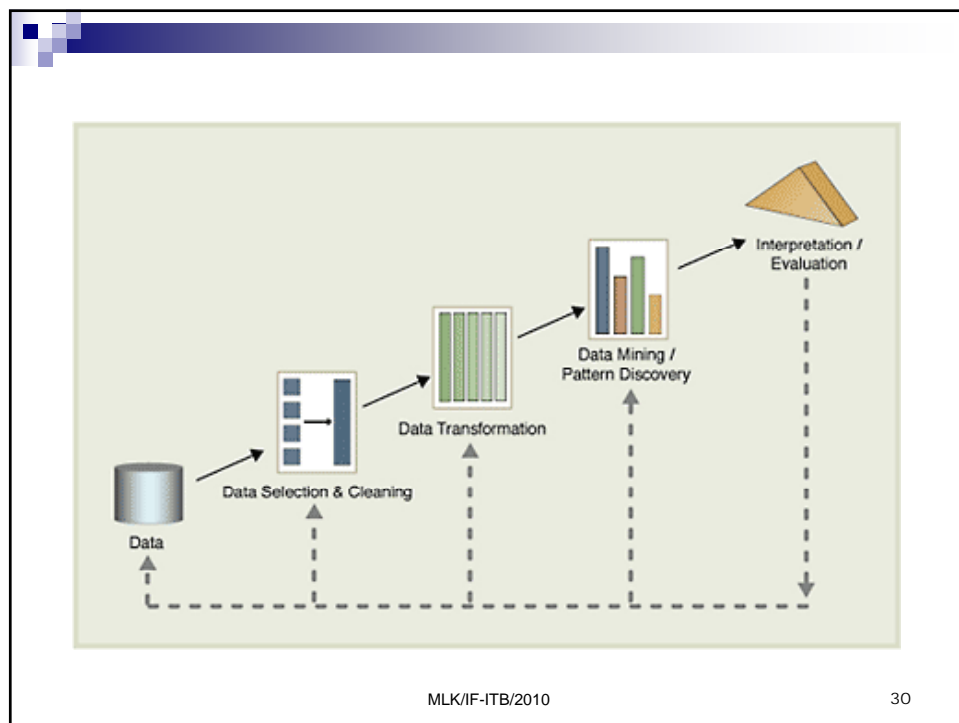 Interpretation /
Evaluation
Data Mining /
Pattern Discovery
Data Transformation
Data Selection & Cleaning
Data
MLK/IF-ITB/2010
30